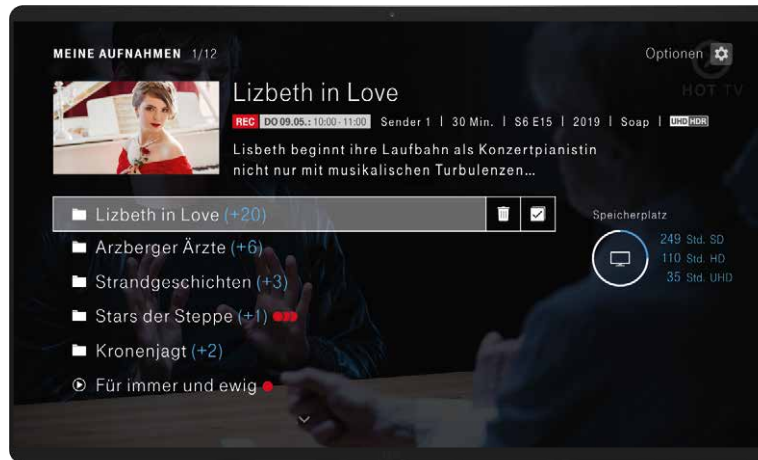 MEINE AUFNAHMEN 1/12
Optionen
HOT TV
Lizbeth in Love
REC DO 09.05.: 10:00 - 11:00 Sender 1 | 30 Min. | S6 E15 | 2019 | Soap | UHD HDR
Lisbeth beginnt ihre Laufbahn als Konzertpianistin
nicht nur mit musikalischen Turbulenzen...
Lizbeth in Love (+20)
Arzberger Ärzte (+6)
Strandgeschichten (+3)
Stars der Steppe (+1)
Kronenjagt (+2)
Für immer und ewig
Speicherplatz
249 Std. SD
110 Std. HD
35 Std. UHD